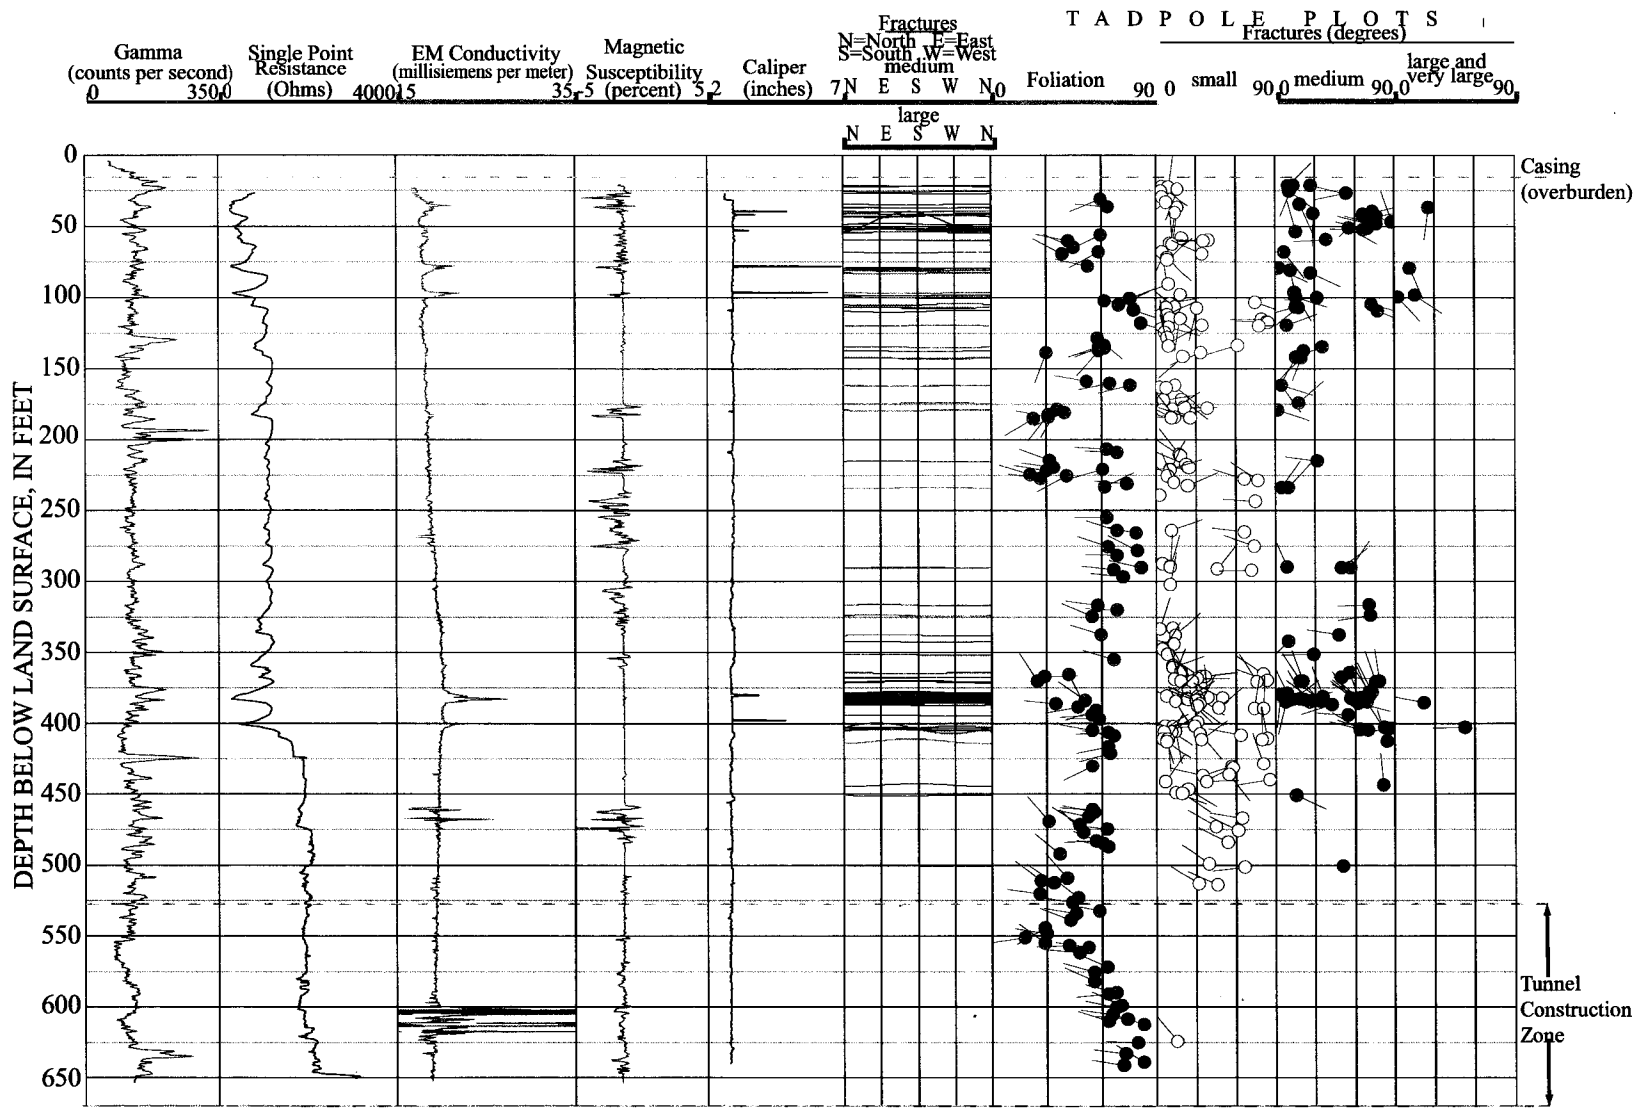 T A D P O L E P L O T S
Fractures
N=North E=East
S=South W=West
medium
Fractures (degrees)
Gamma
(counts per second)
Single Point
Resistance
(Ohms)
EM Conductivity
(millisiemens per meter)
Magnetic
Susceptibility
(percent)
Caliper
(inches)
Foliation
small
medium
large and
very large
0 350 0 4000 15 35 -5 5 2 7 N E S W N 0 90 0 90 0 90 0 90
large
N E S W N
0
50
100
150
200
250
300
350
400
450
500
550
600
650
DEPTH BELOW LAND SURFACE, IN FEET
Casing
(overburden)
Tunnel
Construction
Zone